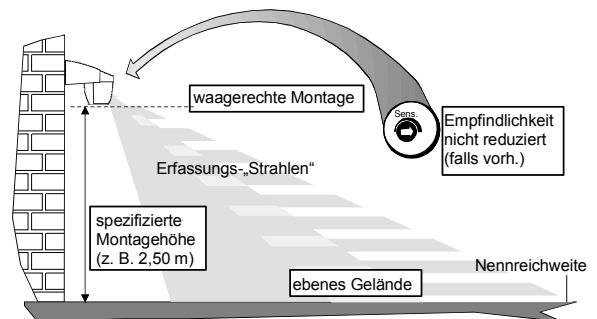 waagerechte Montage
Sens.
Empfindlichkeit
nicht reduziert
(falls vorh.)
Erfassungs-„Strahlen“
spezifizierte
Montagehöhe
(z. B. 2,50 m)
Nennreichweite
ebenes Gelände